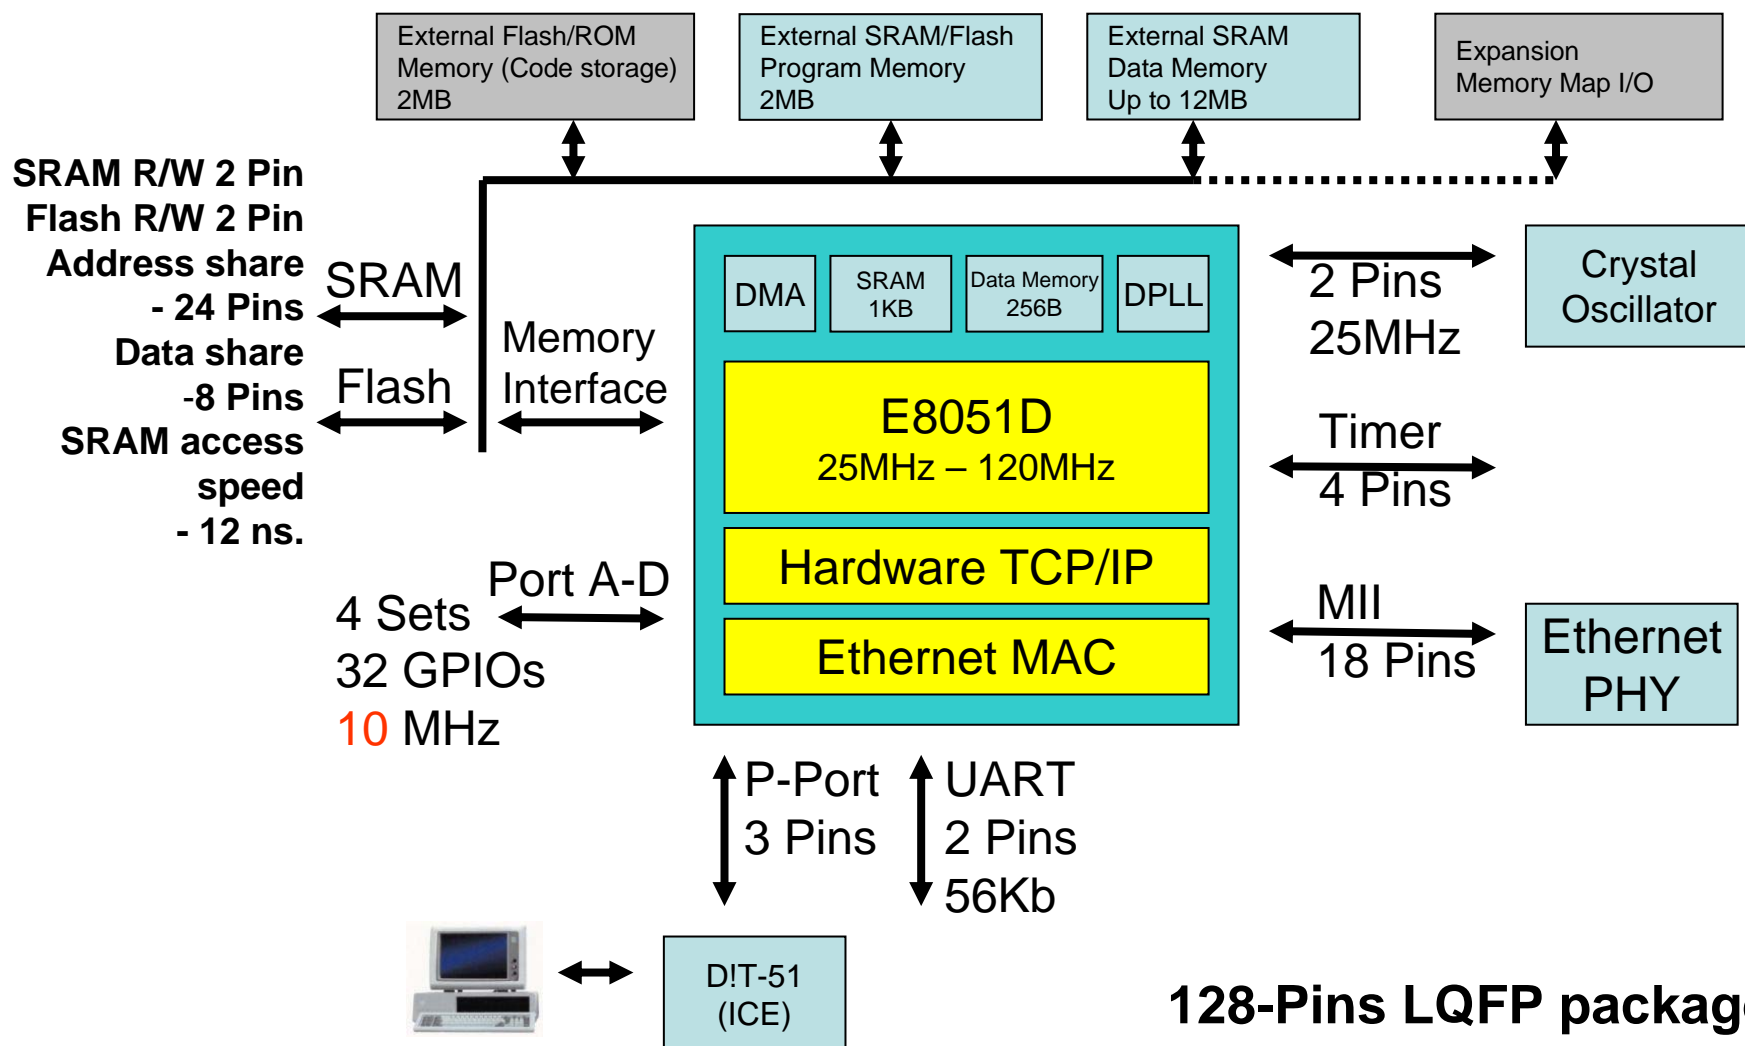 External Flash/ROM
Memory (Code storage)
2MB
External SRAM/Flash
Program Memory
2MB
External SRAM
Data Memory
Up to 12MB
Expansion
Memory Map I/O
SRAM R/W 2 Pin
Flash R/W 2 Pin
Address share
- 24 Pins
Data share
-8 Pins
SRAM access
speed
- 12 ns.
SRAM
Flash
Memory
Interface
DMA
SRAM
1KB
Data Memory
256B
DPLL
E8051D
25MHz – 120MHz
Hardware TCP/IP
Ethernet MAC
2 Pins
25MHz
Crystal
Oscillator
Timer
4 Pins
MII
18 Pins
Ethernet
PHY
Port A-D
4 Sets
32 GPIOs
10 MHz
P-Port
3 Pins
UART
2 Pins
56Kb
D!T-51
(ICE)
128-Pins LQFP package